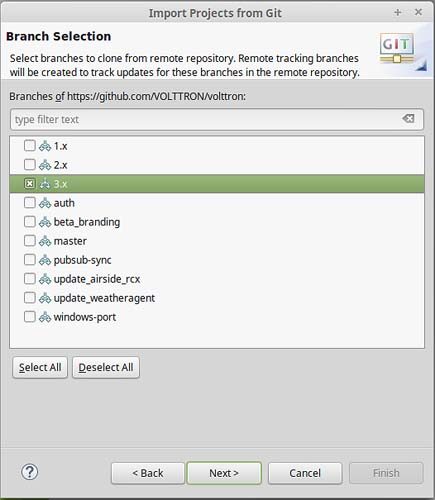 Import Projects from Git
Branch Selection
GIT
Select branches to clone from remote repository. Remote tracking branches
will be created to track updates for these branches in the remote repository.
Branches of https://github.com/VOLTTRON/volttron:
type filter text
1.x
2.x
3.x
auth
beta_branding
master
pubsub-sync
update_airside_rcx
update_weatheragent
windows-port
Select All Deselect All
? < Back Next > Cancel Finish